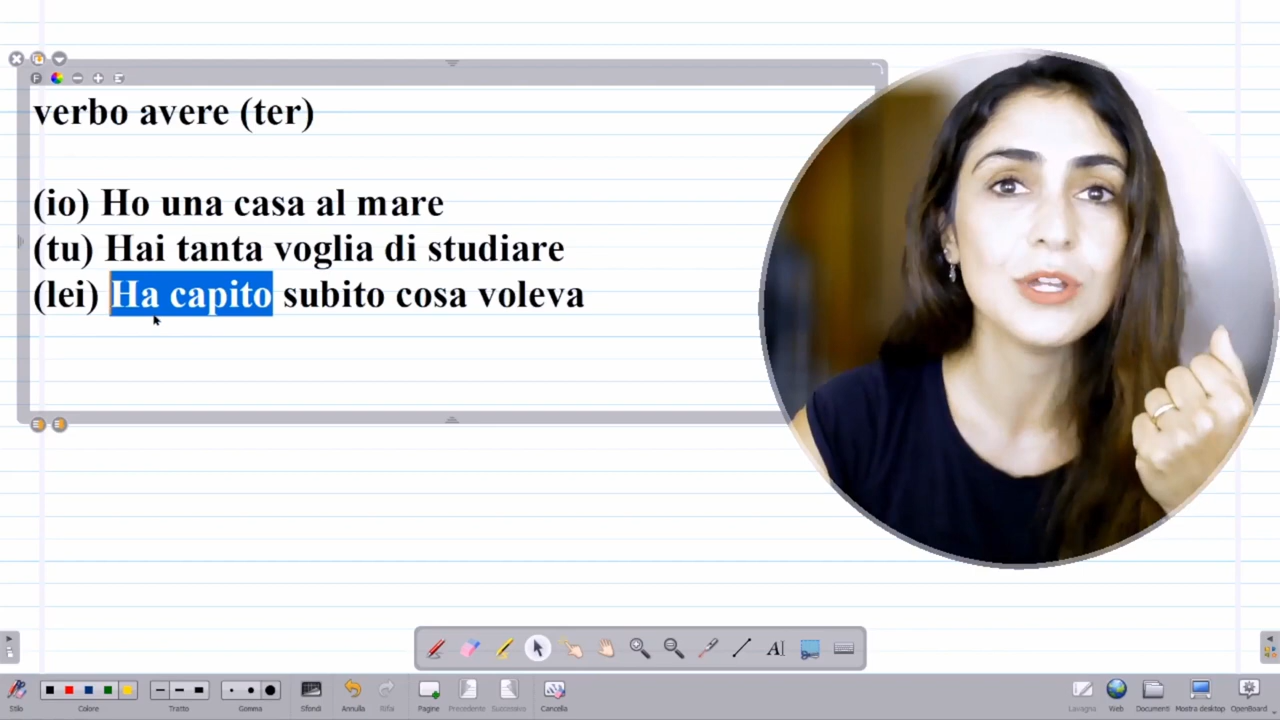 verbo avere (ter)
(io) Ho una casa al mare
(tu) Hai tanta voglia di studiare
(lei) Ha capito subito cosa voleva
Stilo
Colore
Tratto
Gomma
Sfondi
Annulla
Rifai
Pagine
Precedente
Successivo
Cancella
Lavagna
Web
Documenti
Mostra desktop
OpenBoard